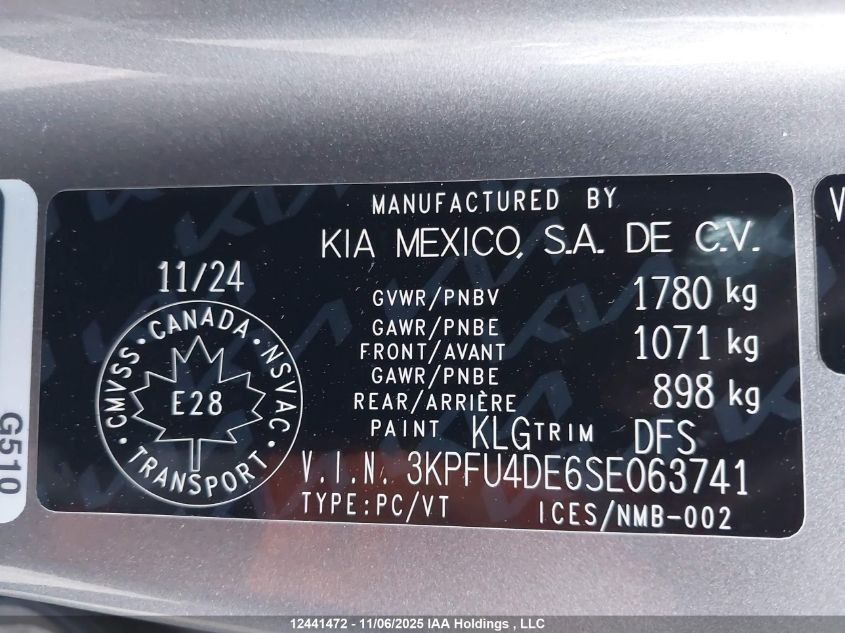 MANUFACTURED BY
KIA MEXICO, S.A. DE C.V.
11/24
GVWR/PNBV 1780 kg
GAWR/PNBE
FRONT/AVANT 1071 kg
GAWR/PNBE
REAR/ARRIÈRE 898 kg
PAINT KLG TRIM DFS
V.I.N. 3KPFU4DE6SE063741
TYPE:PC/VT ICES/NMB-002
CMVSS • CANADA • NSVAC • TRANSPORT •
E28
G510
V
12441472 - 11/06/2025 IAA Holdings , LLC